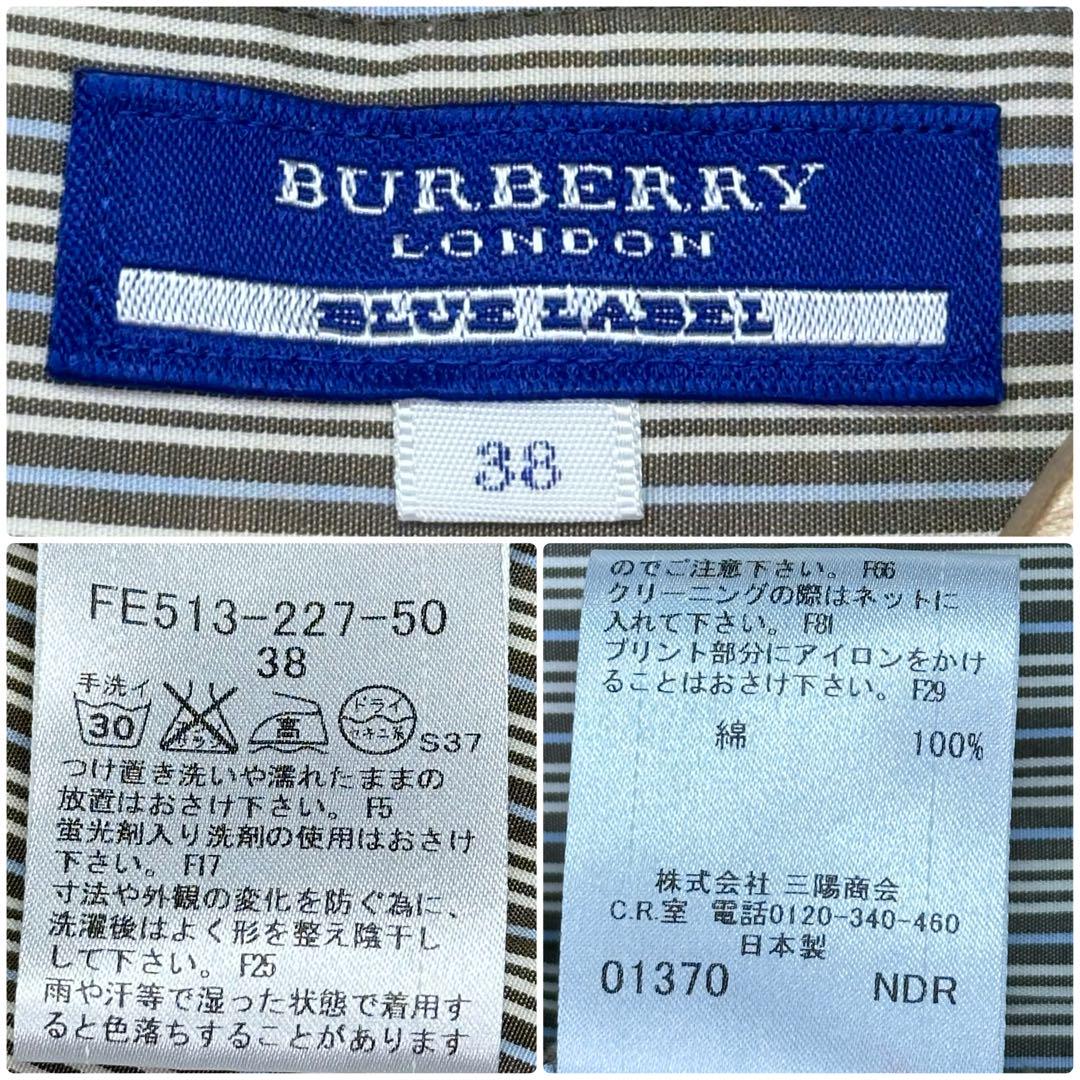 BURBERRY
LONDON
BLUE LABEL
38
FE513-227-50
38
手洗イ
30
高
ドライ
セキユ系
S37
つけ置き洗いや濡れたままの
放置はおさけ下さい。 F5
蛍光剤入り洗剤の使用はおさけ
下さい。 F17
寸法や外観の変化を防ぐ為に、
洗濯後はよく形を整え陰干し
して下さい。 F25
雨や汗等で湿った状態で着用す
ると色落ちすることがあります
のでご注意下さい。 F66
クリーニングの際はネットに
入れて下さい。 F81
プリント部分にアイロンをかけ
ることはおさけ下さい。 F29
綿 100%
株式会社 三陽商会
C.R.室 電話0120-340-460
日本製
01370 NDR